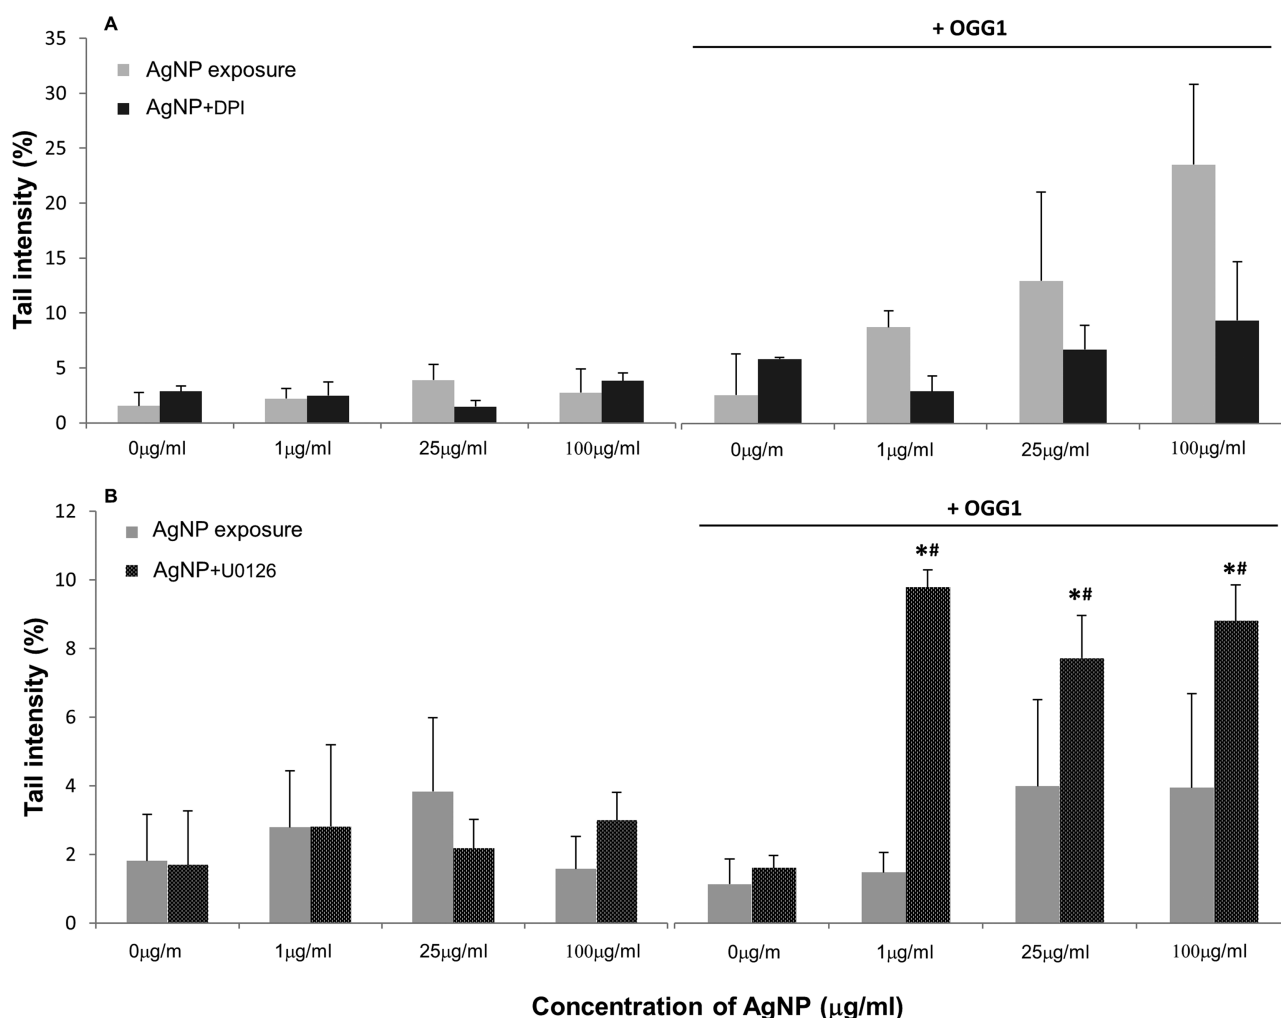 A
+ OGG1
AgNP exposure
AgNP+DPI
Tail intensity (%)
35
30
25
20
15
10
5
0
0µg/ml 1µg/ml 25µg/ml 100µg/ml 0µg/m 1µg/ml 25µg/ml 100µg/ml
B
+ OGG1
AgNP exposure
AgNP+U0126
Tail intensity (%)
12
10
8
6
4
2
0
*# *# *#
0µg/m 1µg/ml 25µg/ml 100µg/ml 0µg/m 1µg/ml 25µg/ml 100µg/ml
Concentration of AgNP (µg/ml)